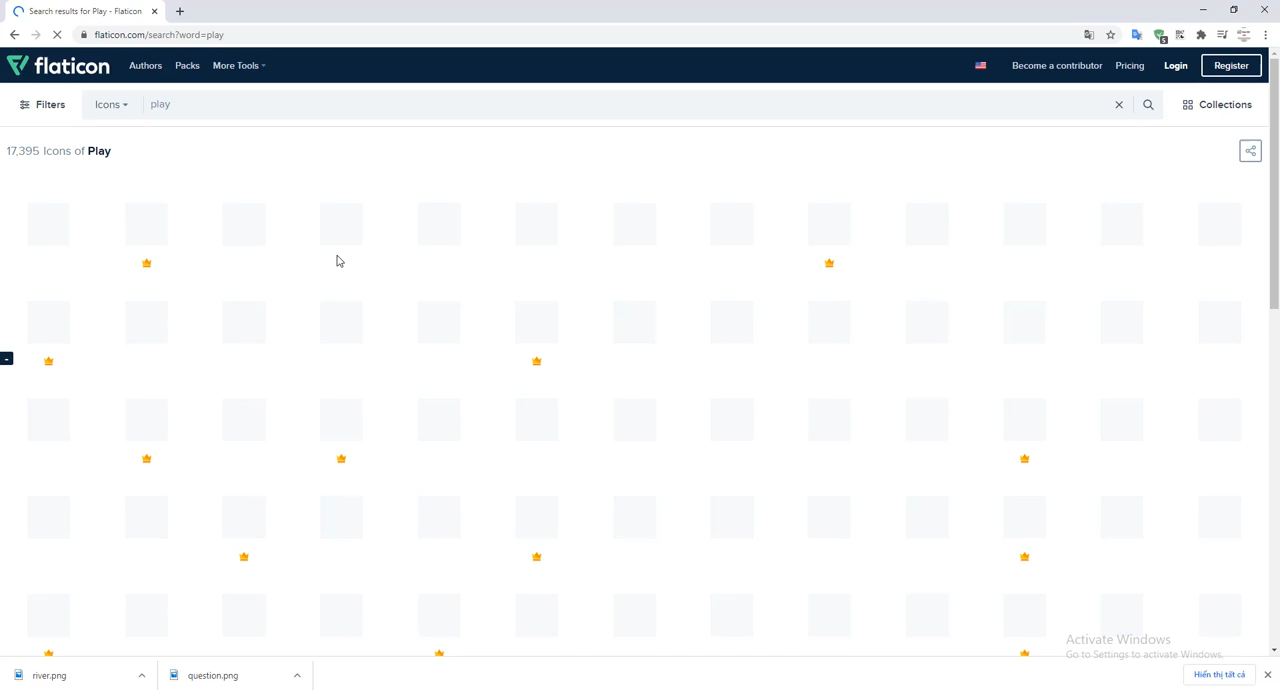 Search results for Play - Flaticon
flaticon.com/search?word=play
5
flaticon
Authors Packs More Tools
Become a contributor Pricing Login Register
Filters Icons play Collections
17,395 Icons of Play
Activate Windows
Go to Settings to activate Windows.
river.png question.png Hiển thị tất cả